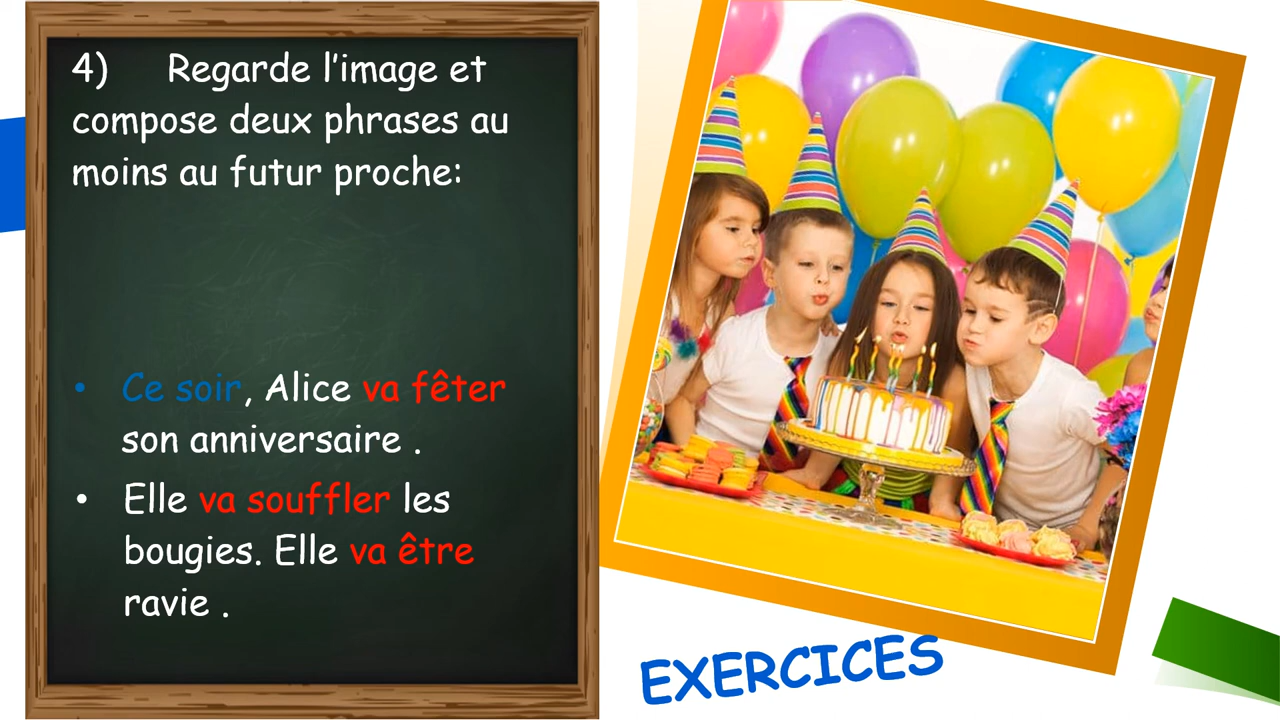 4) Regarde l’image et
compose deux phrases au
moins au futur proche:
• Ce soir, Alice va fêter
son anniversaire .
• Elle va souffler les
bougies. Elle va être
ravie .
EXERCICES